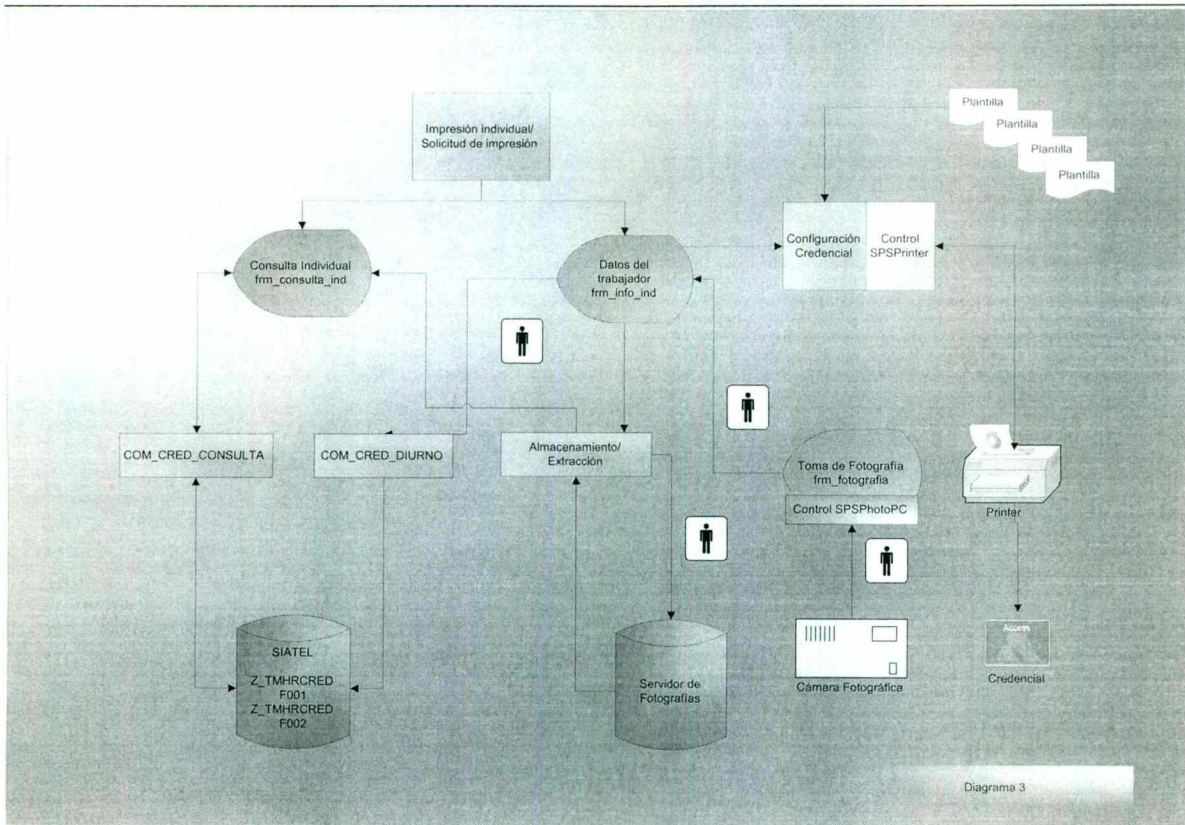 Impresión Individual/
Solicitud de impresión
Plantilla
Plantilla
Plantilla
Plantilla
Consulta Individual
frm_consulta_ind
Datos del
trabajador
frm_info_ind
Configuración
Credencial
Control
SPSPrinter
COM_CRED_CONSULTA
COM_CRED_DIURNO
Almacenamiento/
Extracción
Toma de Fotografía
frm_fotografia
Control SPSPhotoPC
Printer
SIATEL
Z_TMHRCRED
F001
Z_TMHRCRED
F002
Servidor de
Fotografías
Cámara Fotográfica
Access
Credencial
Diagrama 3